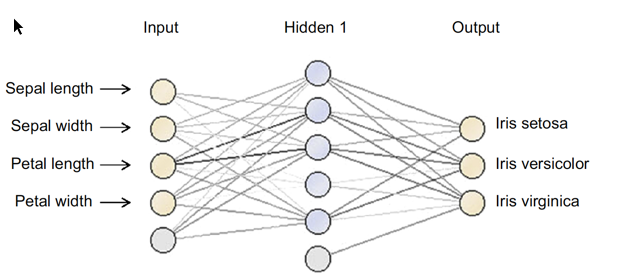 Input
Hidden 1
Output
Sepal length
Sepal width
Petal length
Petal width
Iris setosa
Iris versicolor
Iris virginica